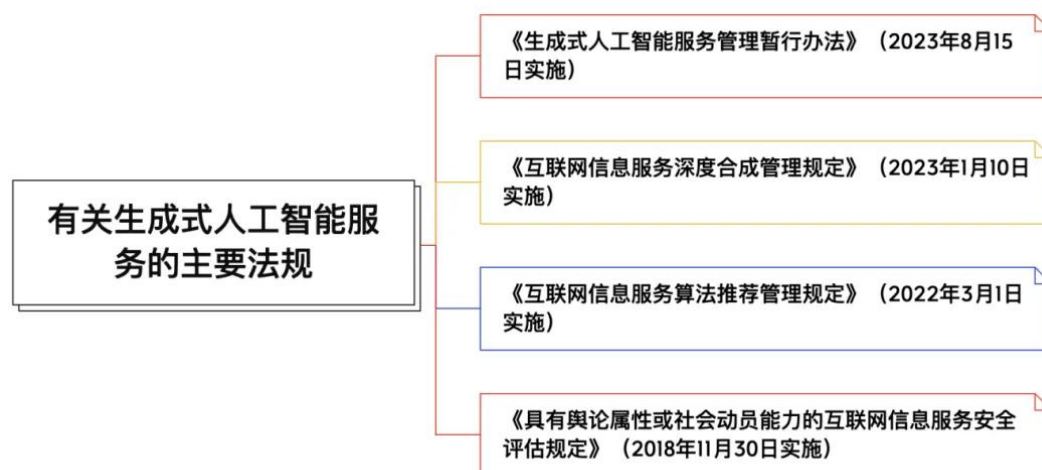 有关生成式人工智能服
务的主要法规
《生成式人工智能服务管理暂行办法》（2023年8月15
日实施）
《互联网信息服务深度合成管理规定》（2023年1月10日
实施）
《互联网信息服务算法推荐管理规定》（2022年3月1日
实施）
《具有舆论属性或社会动员能力的互联网信息服务安全
评估规定》（2018年11月30日实施）